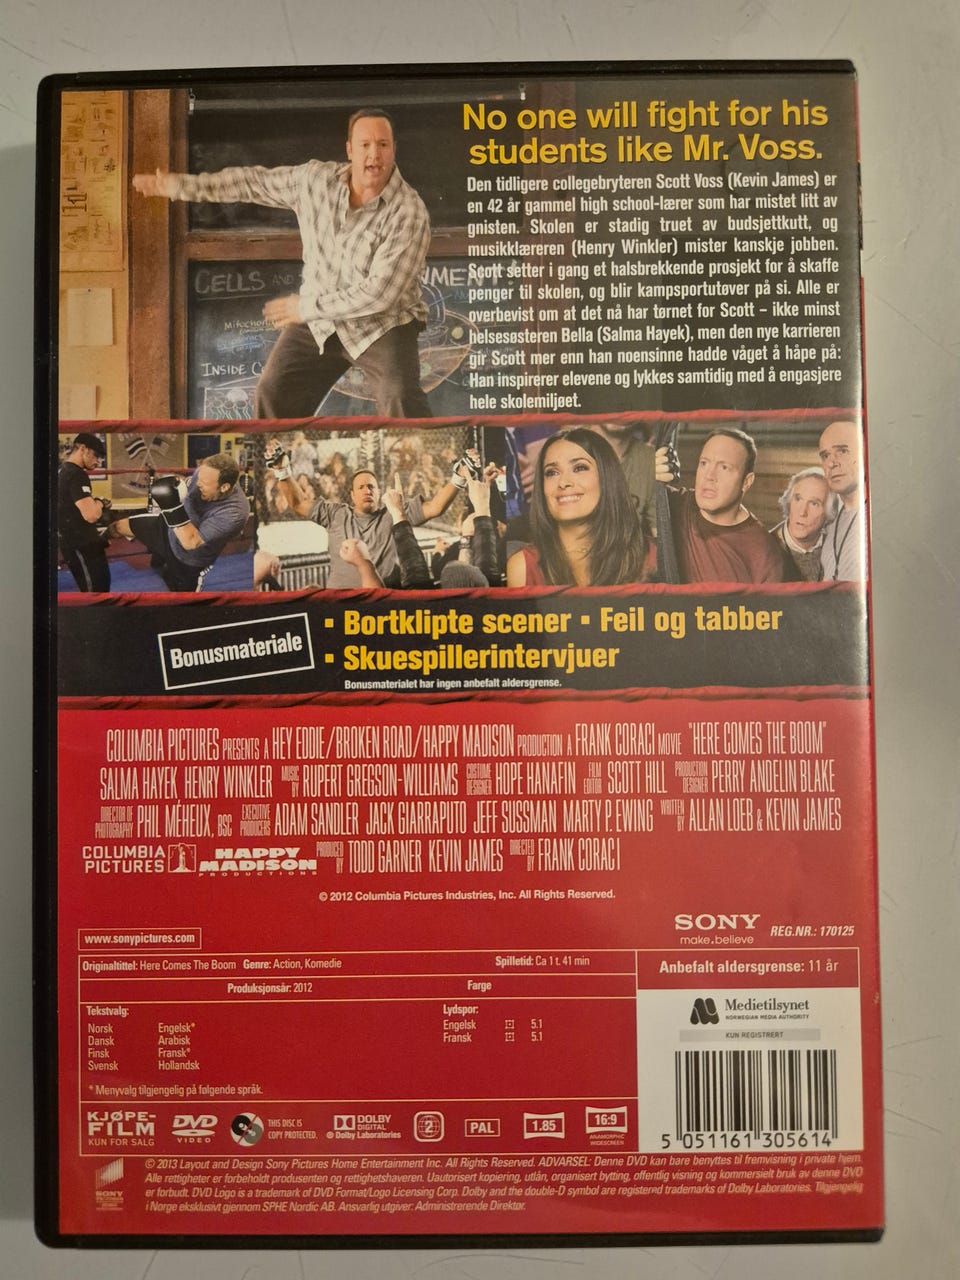 No one will fight for his
students like Mr. Voss.
Den tidligere collegebryteren Scott Voss (Kevin James) er
en 42 år gammel high school-lærer som har mistet litt av
gnisten. Skolen er stadig truet av budsjettkutt, og
musikklæreren (Henry Winkler) mister kanskje jobben.
Scott setter i gang et halsbrekkende prosjekt for å skaffe
penger til skolen, og blir kampsportutøver på si. Alle er
overbevist om at det nå har tørnet for Scott – ikke minst
helsesøsteren Bella (Salma Hayek), men den nye karrieren
gir Scott mer enn han noensinne hadde våget å håpe på:
Han inspirerer elevene og lykkes samtidig med å engasjere
hele skolemiljøet.
CELLS AND
INSIDE
Bonusmateriale
▪ Bortklipte scener ▪ Feil og tabber
▪ Skuespillerintervjuer
Bonusmaterialet har ingen anbefalt aldersgrense.
COLUMBIA PICTURES PRESENTS A HEY EDDIE/BROKEN ROAD/HAPPY MADISON PRODUCTION A FRANK CORACI MOVIE "HERE COMES THE BOOM"
SALMA HAYEK HENRY WINKLER MUSIC BY RUPERT GREGSON-WILLIAMS COSTUME DESIGNER HOPE HANAFIN FILM EDITOR SCOTT HILL PRODUCTION DESIGNER PERRY ANDELIN BLAKE
DIRECTOR OF PHOTOGRAPHY PHIL MÉHEUX, BSC EXECUTIVE PRODUCERS ADAM SANDLER JACK GIARRAPUTO JEFF SUSSMAN MARTY P. EWING WRITTEN BY ALLAN LOEB & KEVIN JAMES
COLUMBIA PICTURES HAPPY MADISON PRODUCTIONS PRODUCED BY TODD GARNER KEVIN JAMES DIRECTED BY FRANK CORACI
© 2012 Columbia Pictures Industries, Inc. All Rights Reserved.
SONY
make.believe
REG.NR.: 170125
www.sonypictures.com
Originaltittel: Here Comes The Boom Genre: Action, Komedie Spilletid: Ca 1 t. 41 min
Produksjonsår: 2012 Farge
Anbefalt aldersgrense: 11 år
Tekstvalg:
Norsk Engelsk*
Dansk Arabisk
Finsk Fransk*
Svensk Hollandsk
* Menyvalg tilgjengelig på følgende språk.
Lydspor:
Engelsk 5.1
Fransk 5.1
Medietilsynet
NORWEGIAN MEDIA AUTHORITY
KUN REGISTRERT
5 051161 305614
KJØPE-
FILM
KUN FOR SALG
DVD
VIDEO
THIS DISC IS
COPY PROTECTED.
DOLBY
DIGITAL
® Dolby Laboratories
2
PAL
1.85
16:9
ANAMORPHIC
WIDESCREEN
SONY
© 2013 Layout and Design Sony Pictures Home Entertainment Inc. All Rights Reserved. ADVARSEL: Denne DVD kan bare benyttes til fremvisning i private hjem.
Alle rettigheter er forbeholdt produsenten og rettighetshaveren. Uautorisert kopiering, utlån, organisert bytting, offentlig visning og kommersielt bruk av denne DVD
er forbudt. DVD Logo is a trademark of DVD Format/Logo Licensing Corp. Dolby and the double-D symbol are registered trademarks of Dolby Laboratories. Tilgjengelig
i Norge eksklusivt gjennom SPHE Nordic AB. Ansvarlig utgiver: Administrerende Direktør.